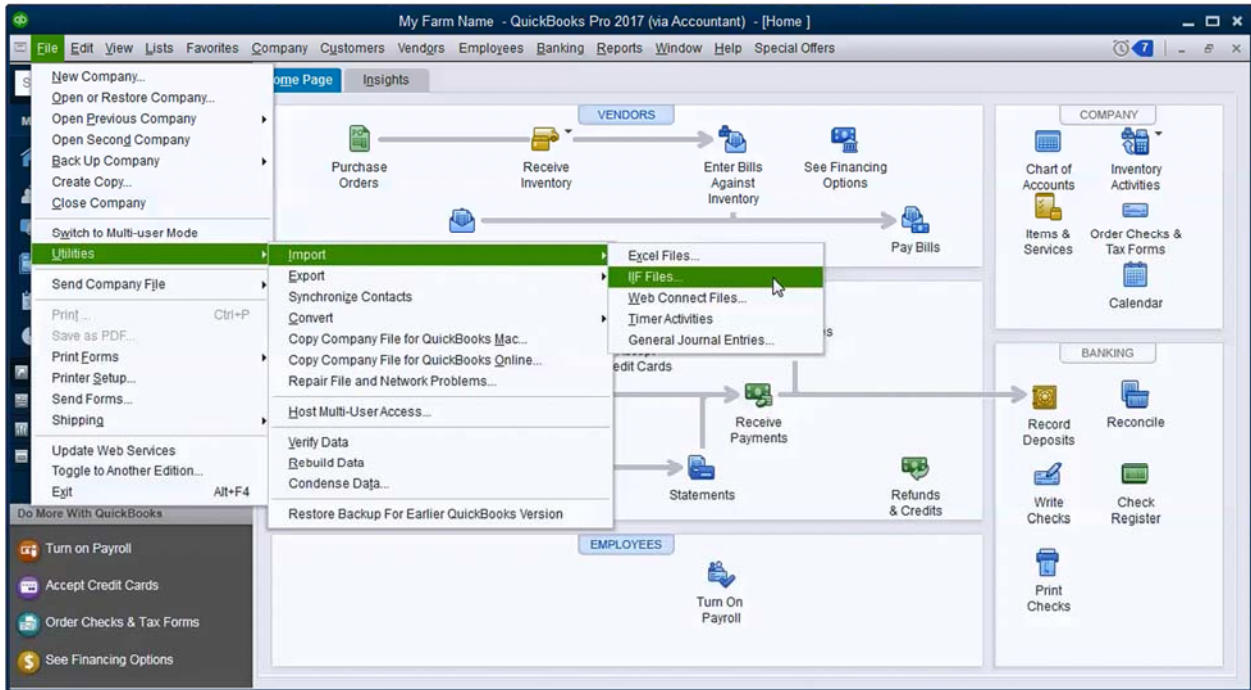 qb
My Farm Name - QuickBooks Pro 2017 (via Accountant) - [Home ]
File Edit View Lists Favorites Company Customers Vendors Employees Banking Reports Window Help Special Offers
7
New Company...
Open or Restore Company...
Open Previous Company
Open Second Company
Back Up Company
Create Copy...
Close Company
Switch to Multi-user Mode
Utilities
Send Company File
Print ... Ctrl+P
Save as PDF...
Print Forms
Printer Setup...
Send Forms...
Shipping
Update Web Services
Toggle to Another Edition...
Exit Alt+F4
Import
Export
Synchronize Contacts
Convert
Copy Company File for QuickBooks Mac...
Copy Company File for QuickBooks Online...
Repair File and Network Problems...
Host Multi-User Access...
Verify Data
Rebuild Data
Condense Data...
Restore Backup For Earlier QuickBooks Version
Excel Files...
IIF Files...
Web Connect Files...
Timer Activities
General Journal Entries...
ome Page
Insights
VENDORS
Purchase
Orders
Receive
Inventory
Enter Bills
Against
Inventory
See Financing
Options
Pay Bills
edit Cards
Receive
Payments
Statements
Refunds
& Credits
EMPLOYEES
Turn On
Payroll
COMPANY
Chart of
Accounts
Inventory
Activities
Items &
Services
Order Checks &
Tax Forms
Calendar
BANKING
Record
Deposits
Reconcile
Write
Checks
Check
Register
Print
Checks
Do More With QuickBooks
Turn on Payroll
Accept Credit Cards
Order Checks & Tax Forms
See Financing Options